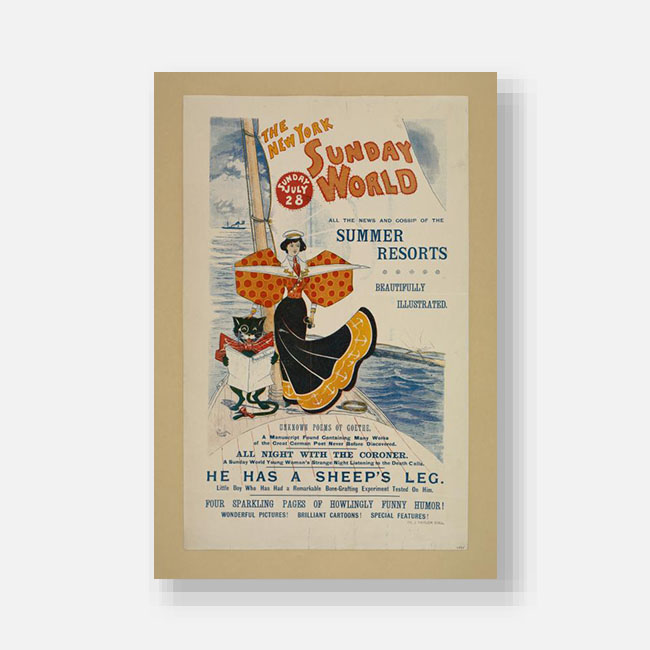 THE
NEW YORK
SUNDAY
WORLD
SUNDAY
JULY
28
ALL THE NEWS AND GOSSIP OF THE
SUMMER
RESORTS
BEAUTIFULLY
ILLUSTRATED.
UNKNOWN POEMS OF GOETHE.
A Manuscript Found Containing Many Works
of the Great German Poet Never Before Discovered.
ALL NIGHT WITH THE CORONER.
A Sunday World Young Woman's Strange Night Listening to the Death Calls.
HE HAS A SHEEP'S LEG.
Little Boy Who Has Had a Remarkable Bone-Grafting Experiment Tested On Him.
FOUR SPARKLING PAGES OF HOWLINGLY FUNNY HUMOR!
WONDERFUL PICTURES! BRILLIANT CARTOONS! SPECIAL FEATURES!